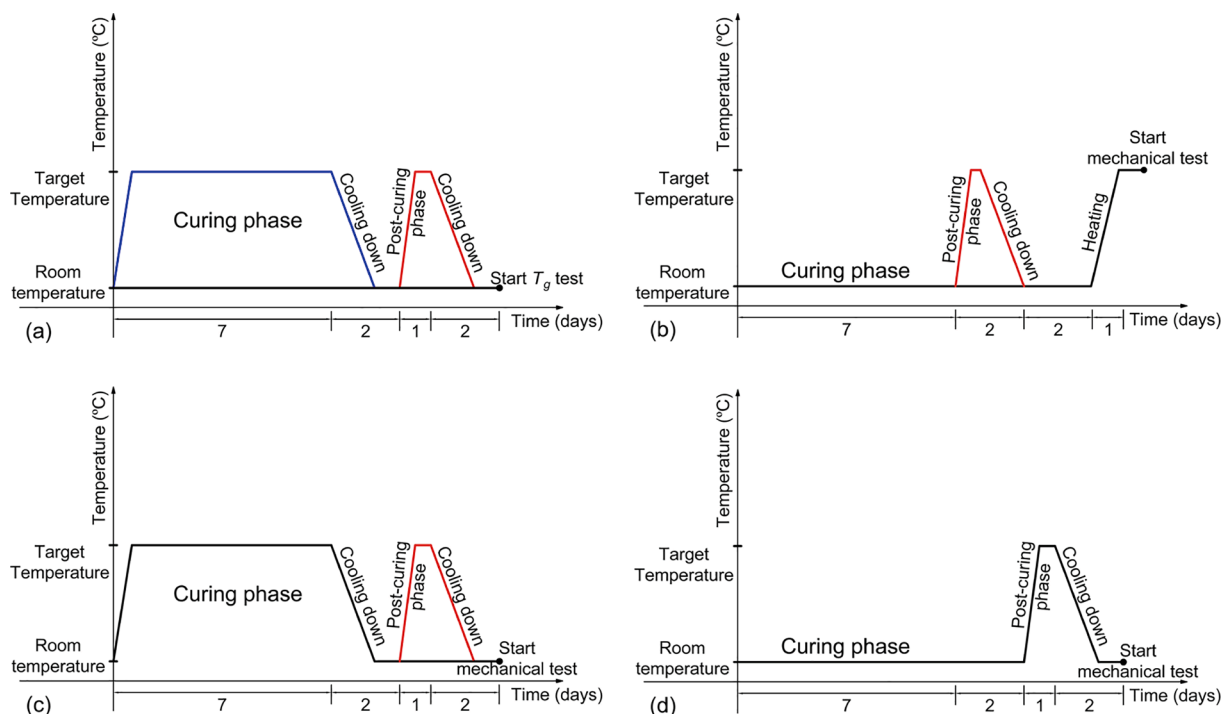 Temperature (ºC)
Target
Temperature
Room
temperature
Curing phase
Cooling down
Post-curing
phase
Cooling down
Start Tg test
(a)
7
2
1
2
Time (days)
Temperature (ºC)
Target
Temperature
Room
temperature
Curing phase
Post-curing
phase
Cooling down
Heating
Start
mechanical test
(b)
7
2
2
1
Time (days)
Temperature (ºC)
Target
Temperature
Room
temperature
Curing phase
Cooling down
Post-curing
phase
Cooling down
Start
mechanical test
(c)
7
2
1
2
Time (days)
Temperature (ºC)
Target
Temperature
Room
temperature
Curing phase
Post-curing
phase
Cooling down
Start
mechanical test
(d)
7
2
1
2
Time (days)